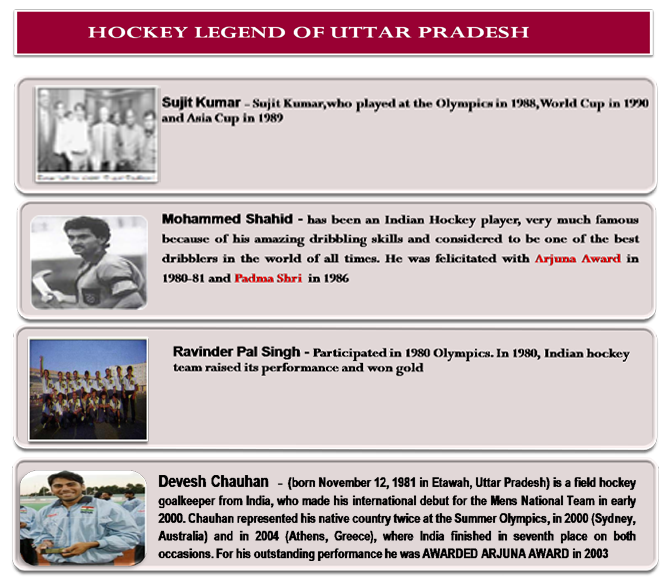 HOCKEY LEGEND OF UTTAR PRADESH
Sujit Kumar - Sujit Kumar,who played at the Olympics in 1988,World Cup in 1990
and Asia Cup in 1989
Mohammed Shahid - has been an Indian Hockey player, very much famous
because of his amazing dribbling skills and considered to be one of the best
dribblers in the world of all times. He was felicitated with Arjuna Award in
1980-81 and Padma Shri in 1986
Ravinder Pal Singh - Participated in 1980 Olympics. In 1980, Indian hockey
team raised its performance and won gold
Devesh Chauhan - (born November 12, 1981 in Etawah, Uttar Pradesh) is a field hockey
goalkeeper from India, who made his international debut for the Mens National Team in early
2000. Chauhan represented his native country twice at the Summer Olympics, in 2000 (Sydney,
Australia) and in 2004 (Athens, Greece), where India finished in seventh place on both
occasions. For his outstanding performance he was AWARDED ARJUNA AWARD in 2003